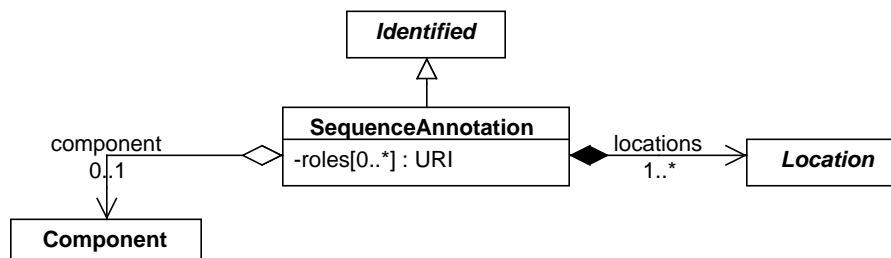 Identified
SequenceAnnotation
-roles[0..*] : URI
component
0..1
locations
1..*
Location
Component